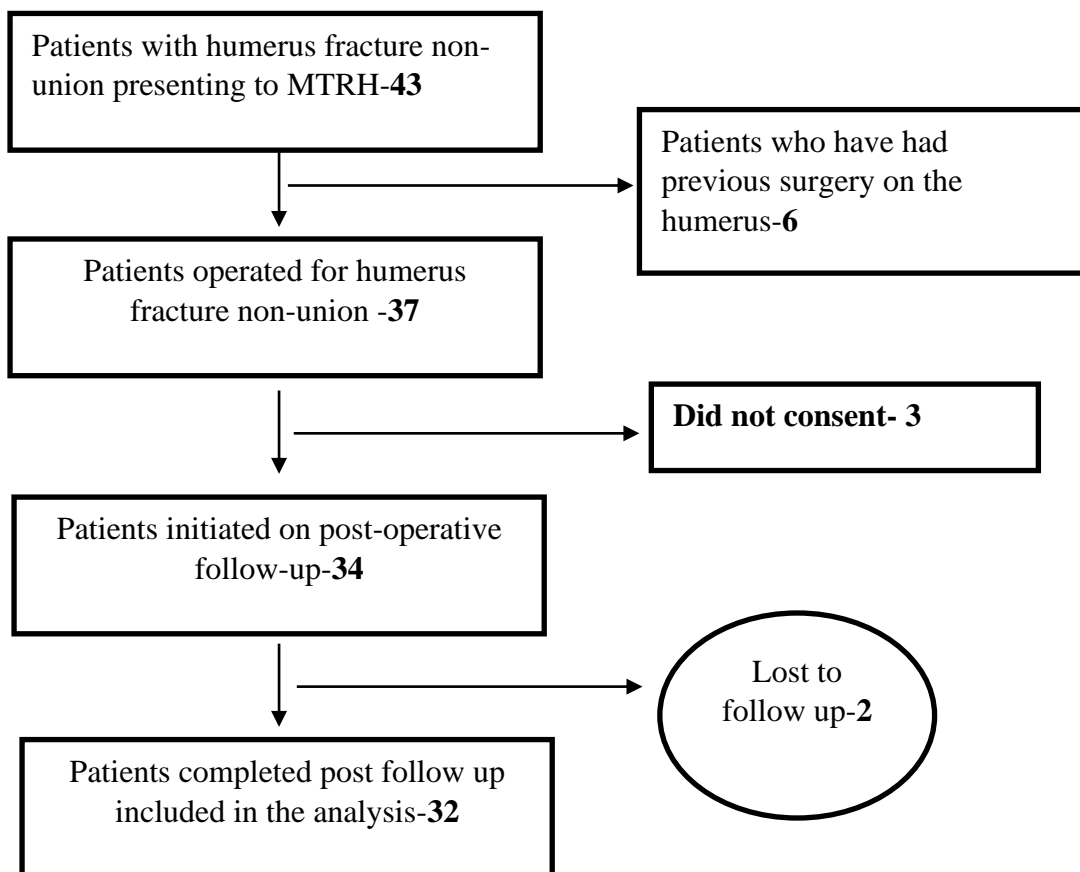 Patients with humerus fracture non-
union presenting to MTRH-43
Patients who have had
previous surgery on the
humerus-6
Patients operated for humerus
fracture non-union -37
Did not consent- 3
Patients initiated on post-operative
follow-up-34
Lost to
follow up-2
Patients completed post follow up
included in the analysis-32